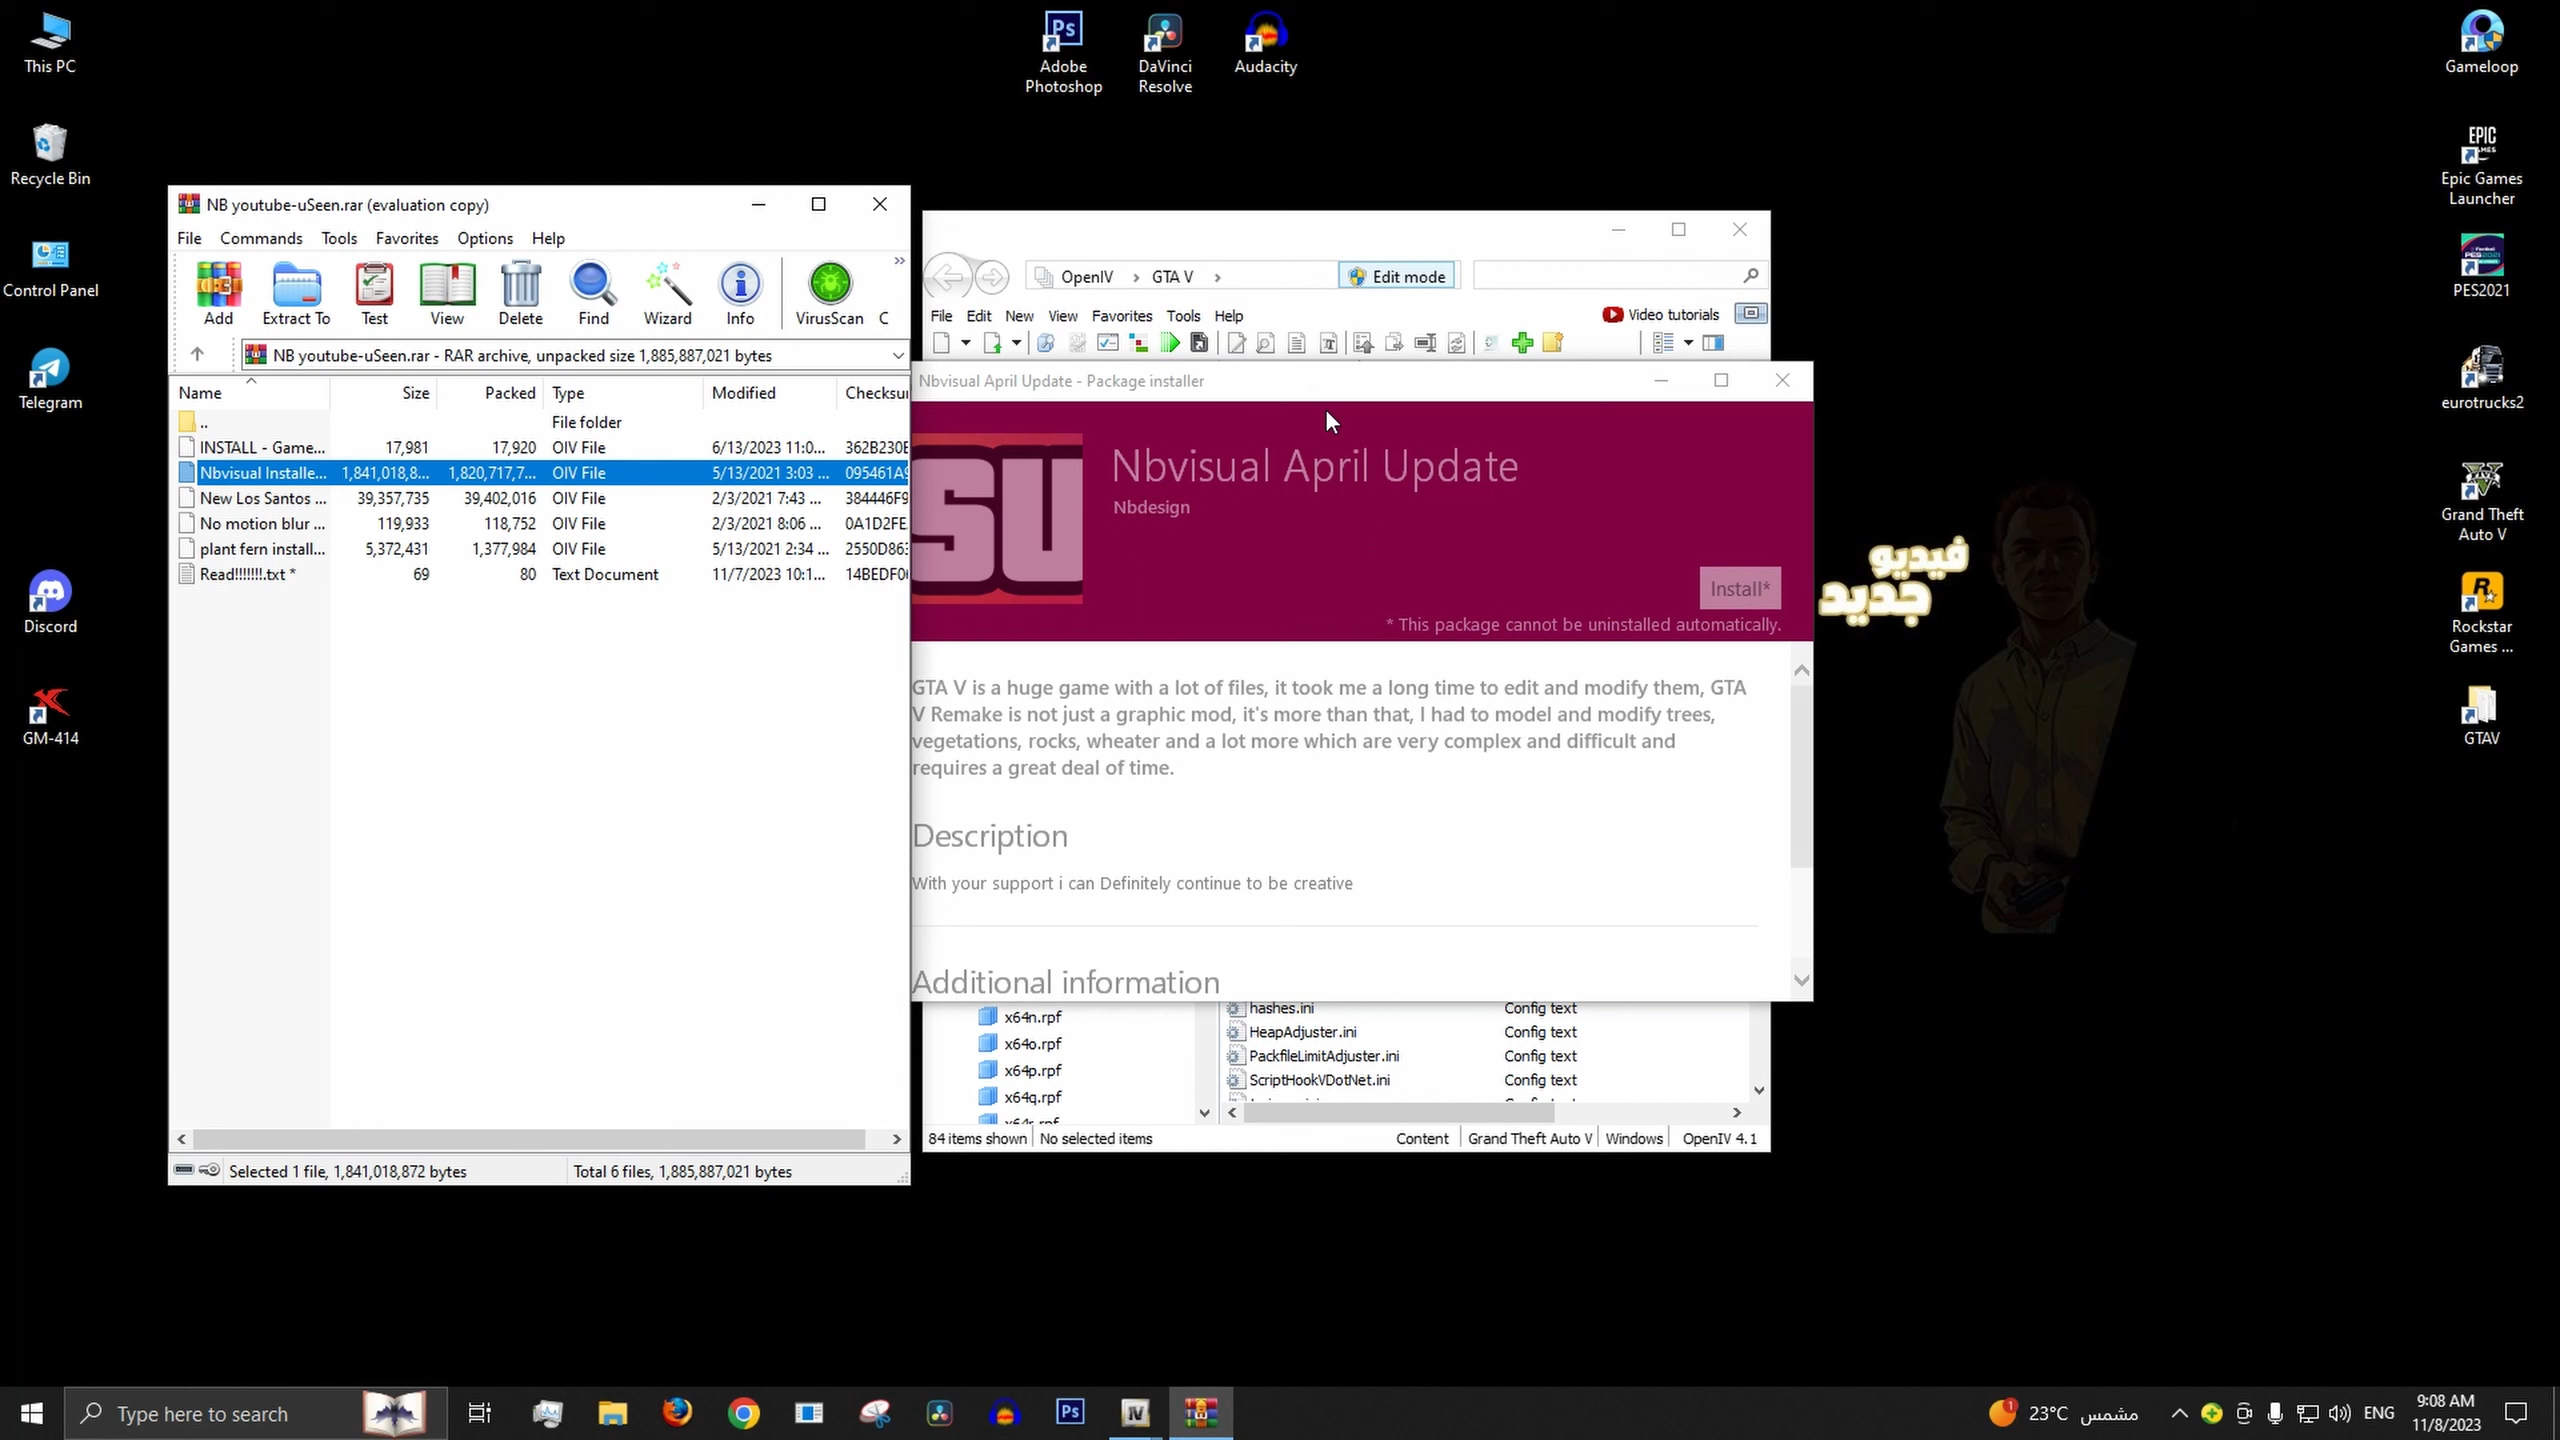 This PC
Recycle Bin
Control Panel
Telegram
Discord
GM-414
Ps
Adobe
Photoshop
DaVinci
Resolve
Audacity
Gameloop
EPIC
GAMES
Epic Games
Launcher
PES2021
eurotrucks2
Grand Theft
Auto V
Rockstar
Games ...
GTAV
NB youtube-uSeen.rar (evaluation copy)
File Commands Tools Favorites Options Help
Add Extract To Test View Delete Find Wizard Info VirusScan C
NB youtube-uSeen.rar - RAR archive, unpacked size 1,885,887,021 bytes
Name Size Packed Type Modified Checksu
.. File folder
INSTALL - Game... 17,981 17,920 OIV File 6/13/2023 11:0... 362B230E
Nbvisual Installe... 1,841,018,8... 1,820,717,7... OIV File 5/13/2021 3:03 ... 095461A9
New Los Santos ... 39,357,735 39,402,016 OIV File 2/3/2021 7:43 ... 384446F9
No motion blur ... 119,933 118,752 OIV File 2/3/2021 8:06 ... 0A1D2FE
plant fern install... 5,372,431 1,377,984 OIV File 5/13/2021 2:34 ... 2550D863
Read!!!!!!!.txt * 69 80 Text Document 11/7/2023 10:1... 14BEDF0
Selected 1 file, 1,841,018,872 bytes
Total 6 files, 1,885,887,021 bytes
OpenIV GTA V Edit mode
File Edit New View Favorites Tools Help
Video tutorials
Nbvisual April Update - Package installer
SU
Nbvisual April Update
Nbdesign
Install*
* This package cannot be uninstalled automatically.
GTA V is a huge game with a lot of files, it took me a long time to edit and modify them, GTA
V Remake is not just a graphic mod, it's more than that, I had to model and modify trees,
vegetations, rocks, wheater and a lot more which are very complex and difficult and
requires a great deal of time.
Description
With your support i can Definitely continue to be creative
Additional information
x64n.rpf
x64o.rpf
x64p.rpf
x64q.rpf
hashes.ini Config text
HeapAdjuster.ini Config text
PackfileLimitAdjuster.ini Config text
ScriptHookVDotNet.ini Config text
84 items shown No selected items Content Grand Theft Auto V Windows OpenIV 4.1
فيديو
جديد
Type here to search
Ps
IV
1
23°C مشمس
ENG
9:08 AM
11/8/2023